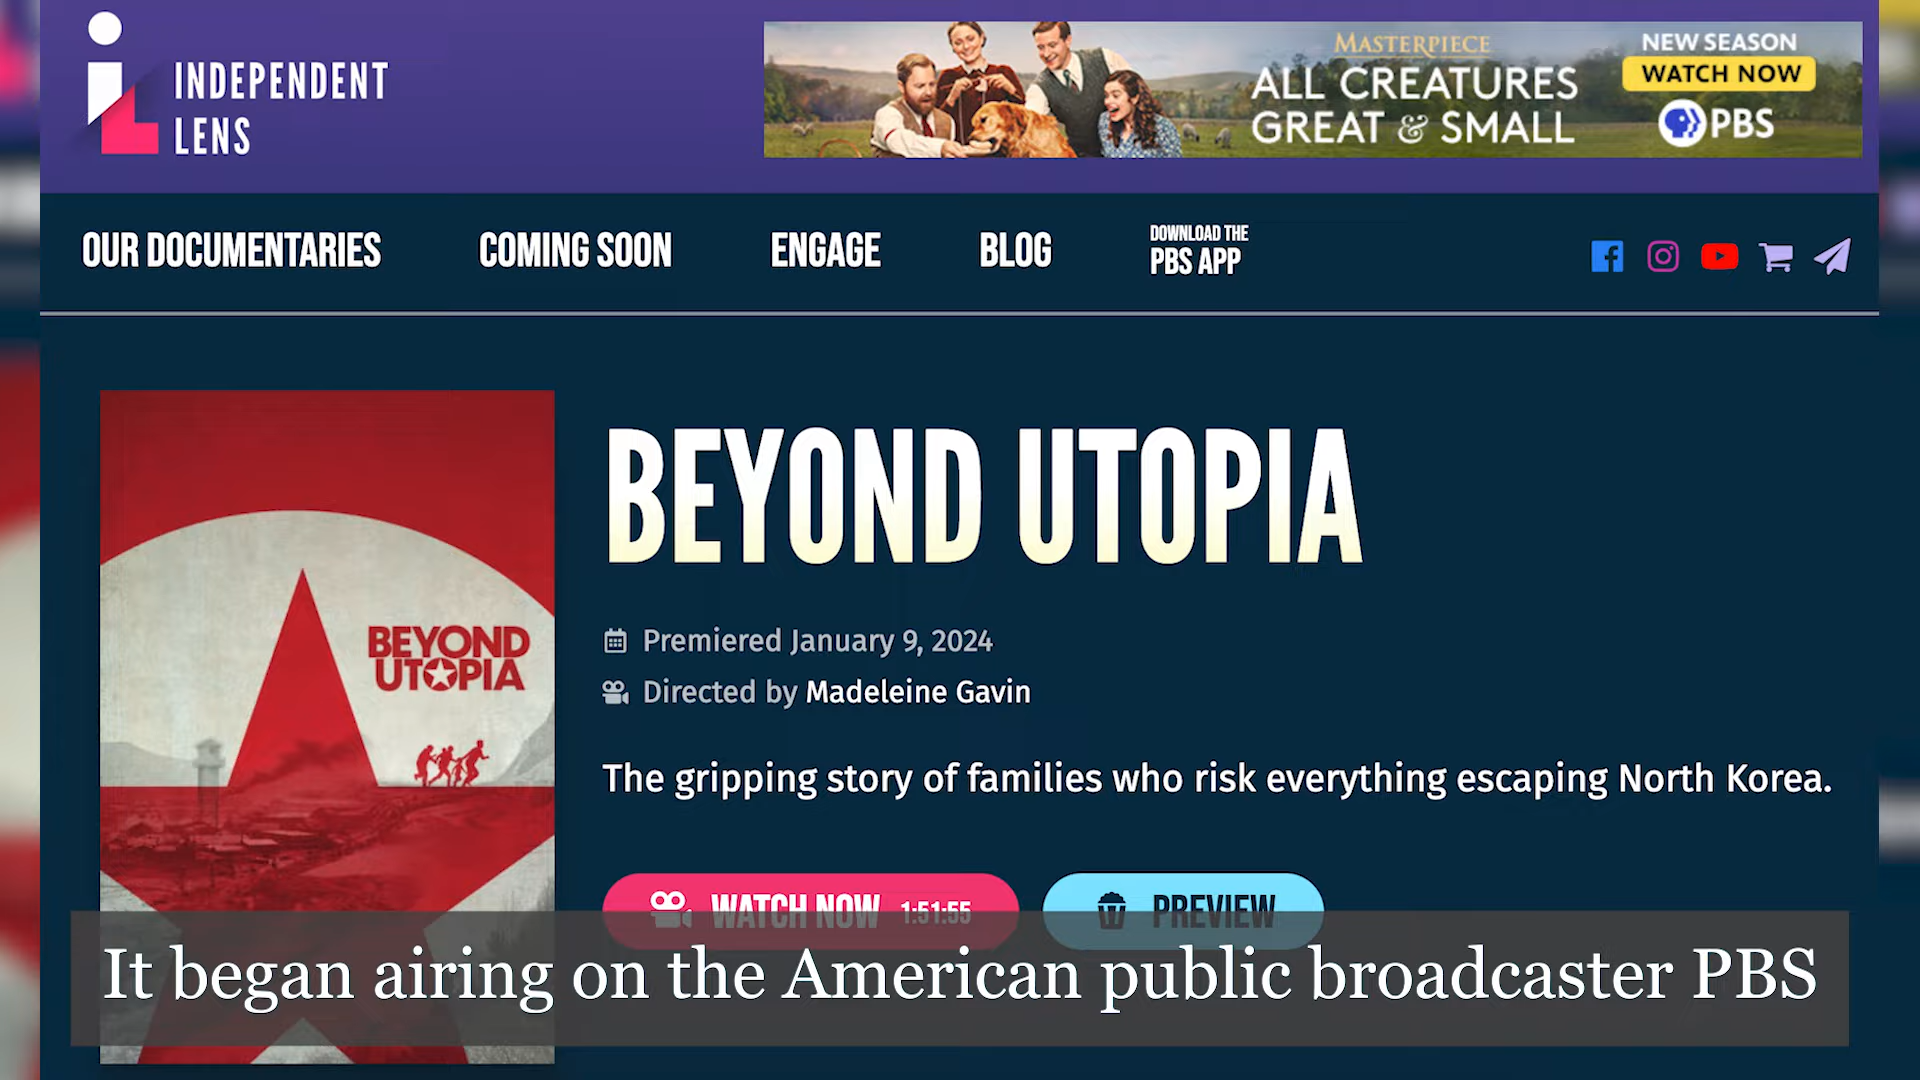 INDEPENDENT
LENS
MASTERPIECE
ALL CREATURES
GREAT & SMALL
NEW SEASON
WATCH NOW
PBS
OUR DOCUMENTARIES
COMING SOON
ENGAGE
BLOG
DOWNLOAD THE
PBS APP
BEYOND
UTOPIA
BEYOND UTOPIA
Premiered January 9, 2024
Directed by Madeleine Gavin
The gripping story of families who risk everything escaping North Korea.
WATCH NOW 1:51:55
PREVIEW
It began airing on the American public broadcaster PBS